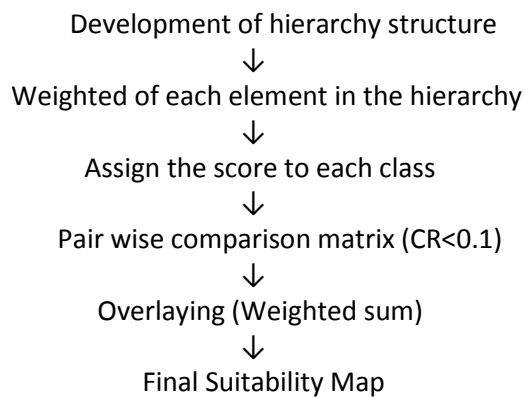 Development of hierarchy structure
↓
Weighted of each element in the hierarchy
↓
Assign the score to each class
↓
Pair wise comparison matrix (CR<0.1)
↓
Overlaying (Weighted sum)
↓
Final Suitability Map